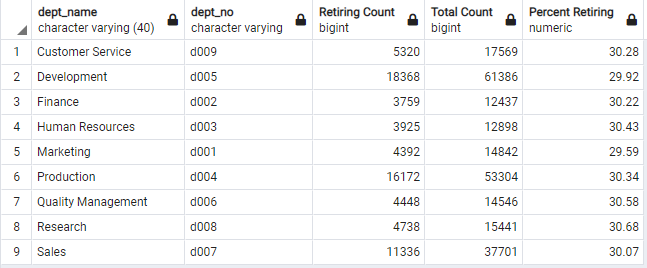 dept_name dept_no Retiring Count Total Count Percent Retiring
character varying (40) character varying bigint bigint numeric
1 Customer Service d009 5320 17569 30.28
2 Development d005 18368 61386 29.92
3 Finance d002 3759 12437 30.22
4 Human Resources d003 3925 12898 30.43
5 Marketing d001 4392 14842 29.59
6 Production d004 16172 53304 30.34
7 Quality Management d006 4448 14546 30.58
8 Research d008 4738 15441 30.68
9 Sales d007 11336 37701 30.07